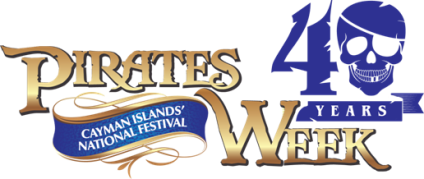 PIRATES
WEEK
CAYMAN ISLANDS'
NATIONAL FESTIVAL
40
YEARS